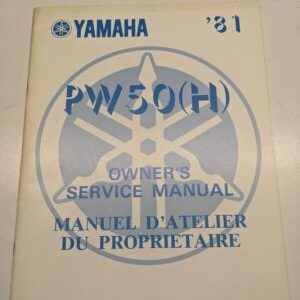 YAMAHA '81
PW50(H)
OWNER'S
SERVICE MANUAL
MANUEL D'ATELIER
DU PROPRIETAIRE